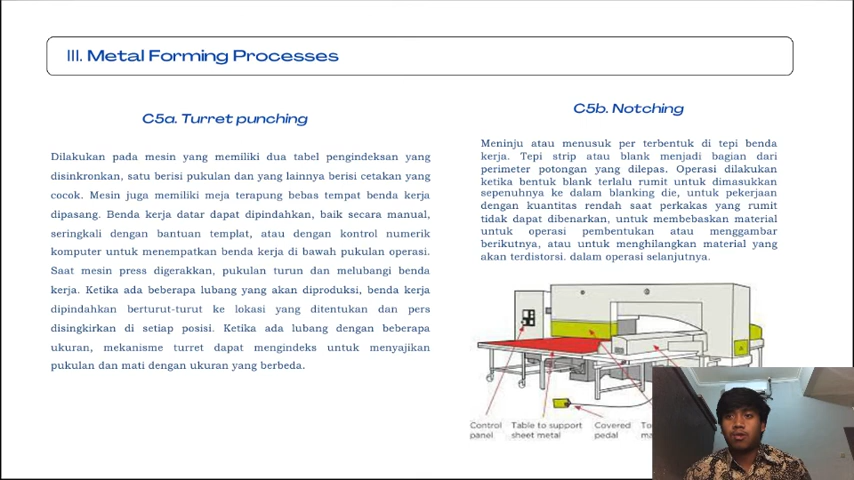 III. Metal Forming Processes
C5a. Turret punching
Dilakukan pada mesin yang memiliki dua tabel pengindeksan yang
disinkronkan, satu berisi pukulan dan yang lainnya berisi cetakan yang
cocok. Mesin juga memiliki meja terapung bebas tempat benda kerja
dipasang. Benda kerja datar dapat dipindahkan, baik secara manual,
seringkali dengan bantuan templat, atau dengan kontrol numerik
komputer untuk menempatkan benda kerja di bawah pukulan operasi.
Saat mesin press digerakkan, pukulan turun dan melubangi benda
kerja. Ketika ada beberapa lubang yang akan diproduksi, benda kerja
dipindahkan berturut-turut ke lokasi yang ditentukan dan pers
disingkirkan di setiap posisi. Ketika ada lubang dengan beberapa
ukuran, mekanisme turret dapat mengindeks untuk menyajikan
pukulan dan mati dengan ukuran yang berbeda.
C5b. Notching
Meninju atau menusuk per terbentuk di tepi benda
kerja. Tepi strip atau blank menjadi bagian dari
perimeter potongan yang dilepas. Operasi dilakukan
ketika bentuk blank terlalu rumit untuk dimasukkan
sepenuhnya ke dalam blanking die, untuk pekerjaan
dengan kuantitas rendah saat perkakas yang rumit
tidak dapat dibenarkan, untuk membebaskan material
untuk operasi pembentukan atau menggambar
berikutnya, atau untuk menghilangkan material yang
akan terdistorsi. dalam operasi selanjutnya.
Control Table to support Covered
panel sheet metal pedal